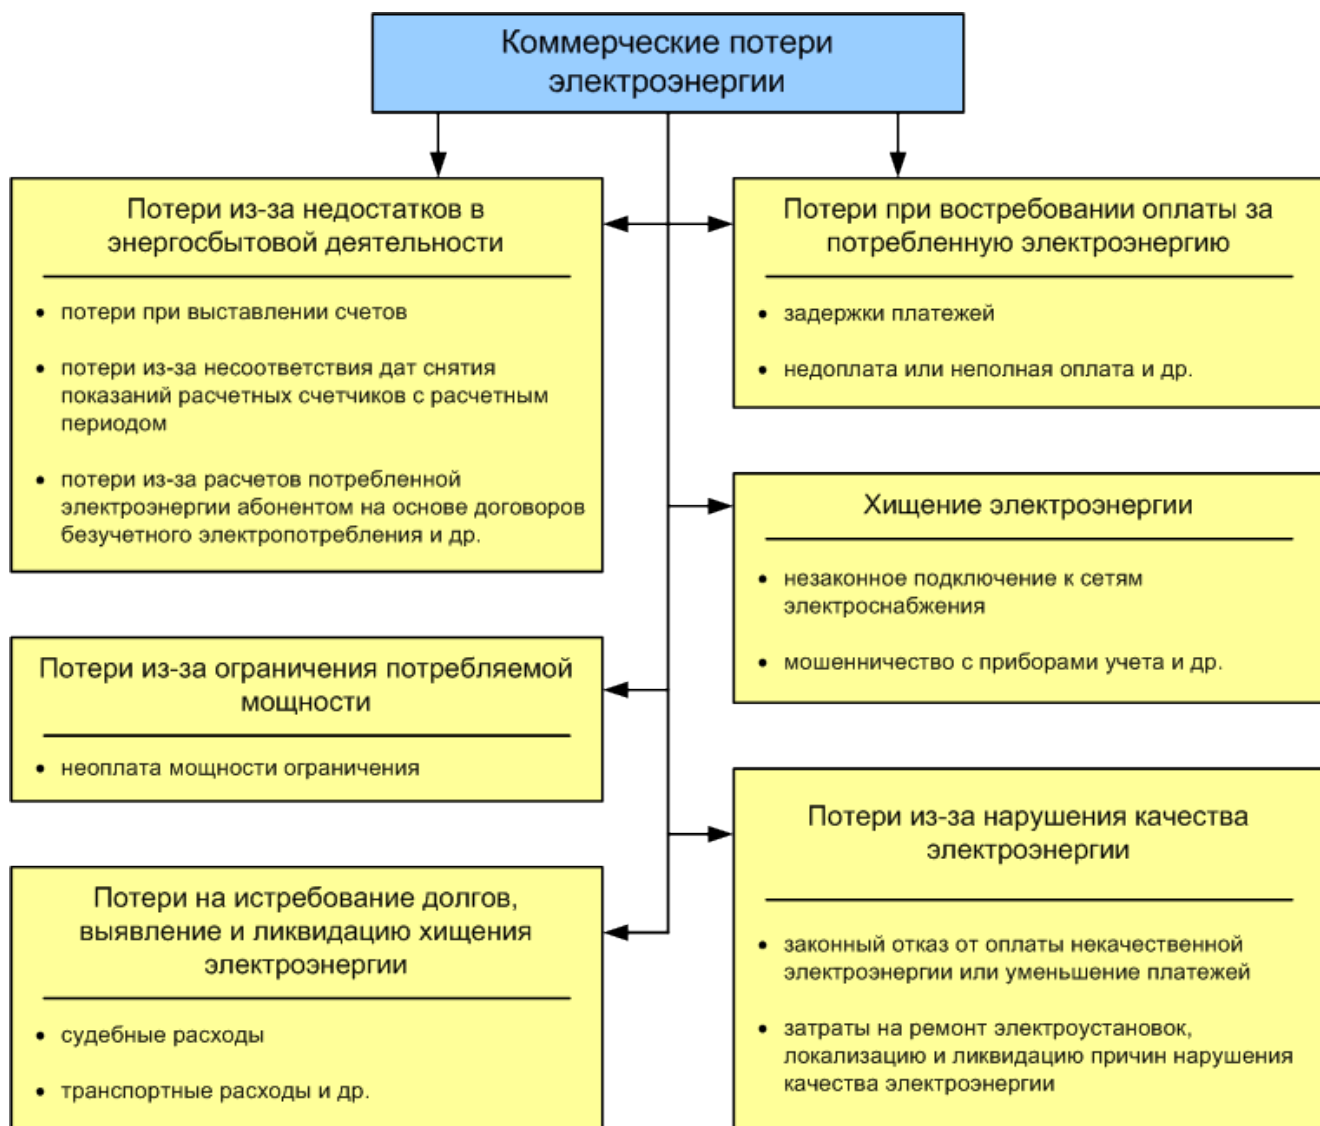 Коммерческие потери
электроэнергии
Потери из-за недостатков в
энергосбытовой деятельности
• потери при выставлении счетов
• потери из-за несоответствия дат снятия
показаний расчетных счетчиков с расчетным
периодом
• потери из-за расчетов потребленной
электроэнергии абонентом на основе договоров
безучетного электропотребления и др.
Потери при востребовании оплаты за
потребленную электроэнергию
• задержки платежей
• недоплата или неполная оплата и др.
Хищение электроэнергии
• незаконное подключение к сетям
электроснабжения
• мошенничество с приборами учета и др.
Потери из-за ограничения потребляемой
мощности
• неоплата мощности ограничения
Потери из-за нарушения качества
электроэнергии
• законный отказ от оплаты некачественной
электроэнергии или уменьшение платежей
• затраты на ремонт электроустановок,
локализацию и ликвидацию причин нарушения
качества электроэнергии
Потери на истребование долгов,
выявление и ликвидацию хищения
электроэнергии
• судебные расходы
• транспортные расходы и др.